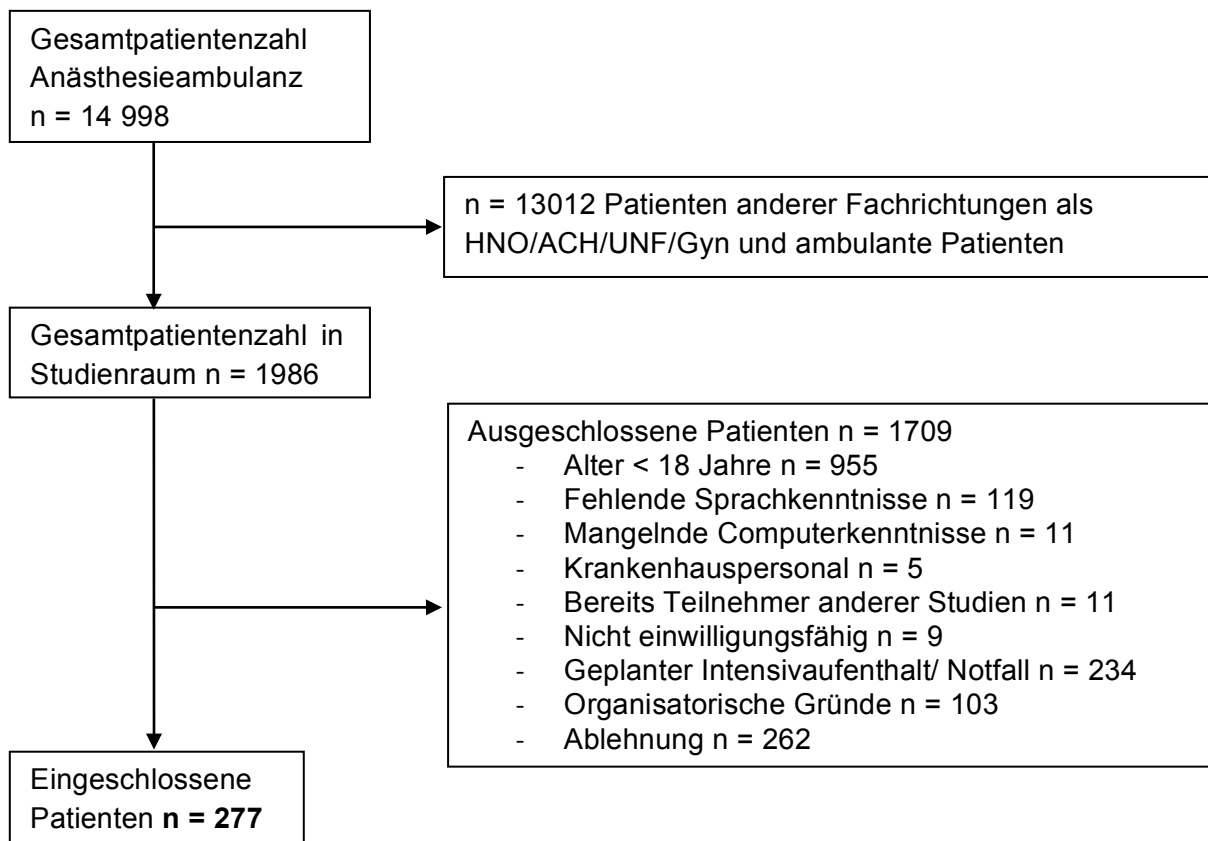 Gesamtpatientenzahl
Anästhesieambulanz
n = 14 998
n = 13012 Patienten anderer Fachrichtungen als
HNO/ACH/UNF/Gyn und ambulante Patienten
Gesamtpatientenzahl in
Studienraum n = 1986
Ausgeschlossene Patienten n = 1709
- Alter < 18 Jahre n = 955
- Fehlende Sprachkenntnisse n = 119
- Mangelnde Computerkenntnisse n = 11
- Krankenhauspersonal n = 5
- Bereits Teilnehmer anderer Studien n = 11
- Nicht einwilligungsfähig n = 9
- Geplanter Intensivaufenthalt/ Notfall n = 234
- Organisatorische Gründe n = 103
- Ablehnung n = 262
Eingeschlossene
Patienten n = 277